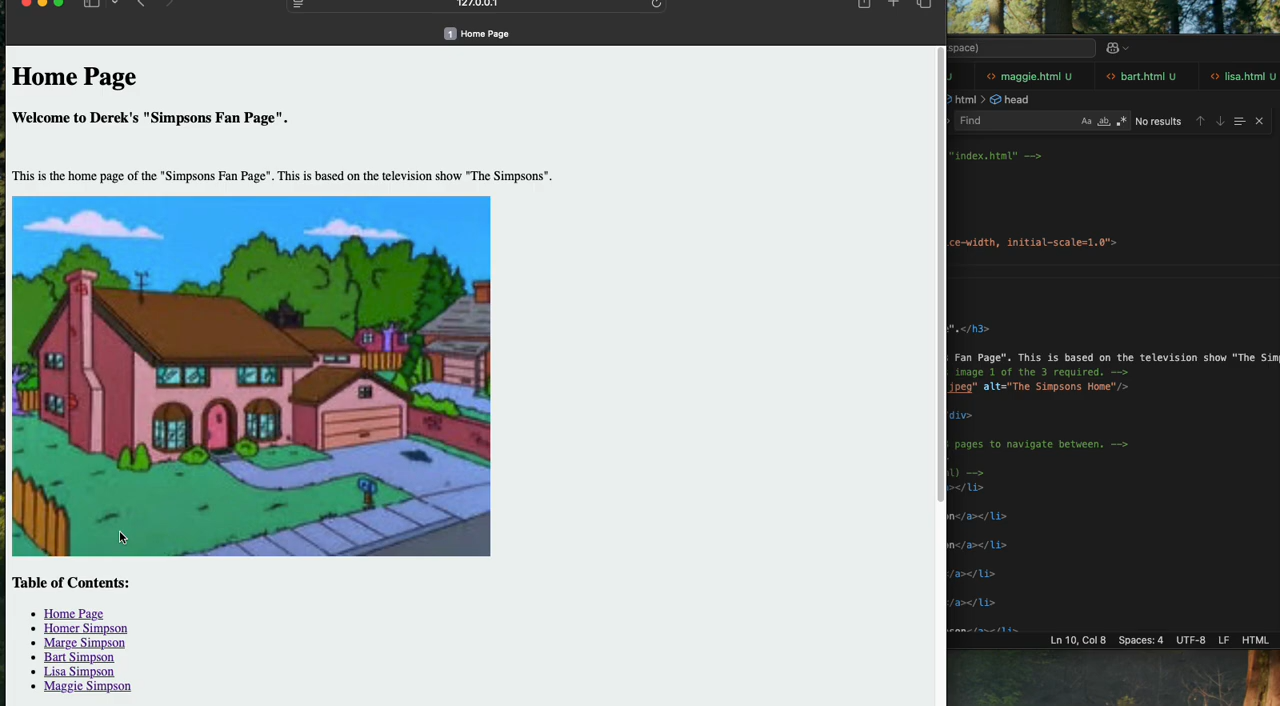 127.0.0.1
1 Home Page
Home Page
Welcome to Derek's "Simpsons Fan Page".
This is the home page of the "Simpsons Fan Page". This is based on the television show "The Simpsons".
Table of Contents:
Home Page
Homer Simpson
Marge Simpson
Bart Simpson
Lisa Simpson
Maggie Simpson
space)
U maggie.html U bart.html U lisa.html U
html > head
Find Aa ab No results
"index.html" -->
ce-width, initial-scale=1.0">
".</h3>
Fan Page". This is based on the television show "The Sim
image 1 of the 3 required. -->
jpeg" alt="The Simpsons Home"/>
div>
pages to navigate between. -->
l) -->
></li>
n</a></li>
n</a></li>
/a></li>
/a></li>
Ln 10, Col 8 Spaces: 4 UTF-8 LF HTML